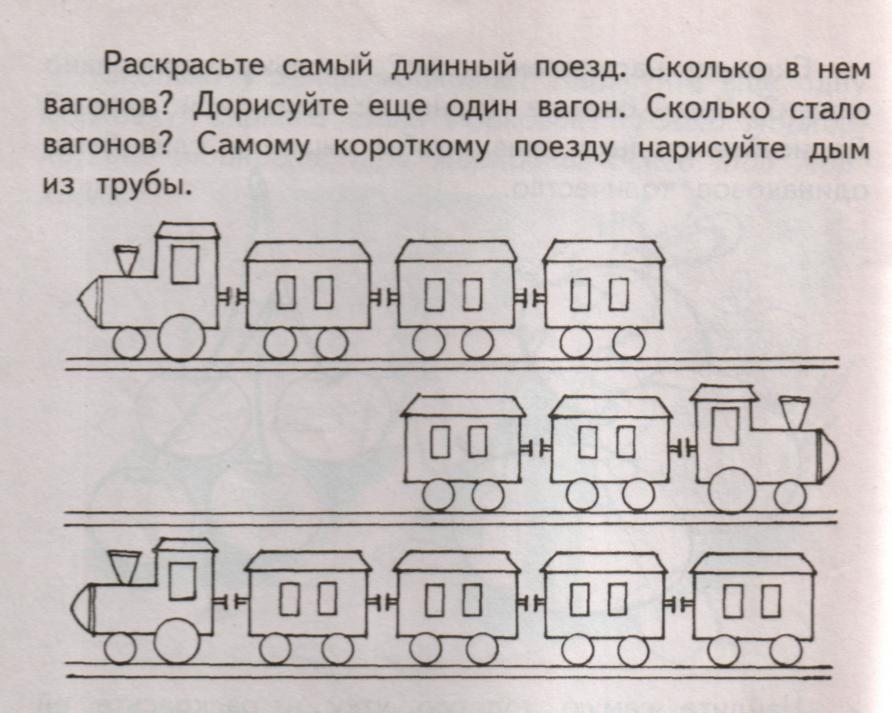 Раскрасьте самый длинный поезд. Сколько в нем
вагонов? Дорисуйте еще один вагон. Сколько стало
вагонов? Самому короткому поезду нарисуйте дым
из трубы.